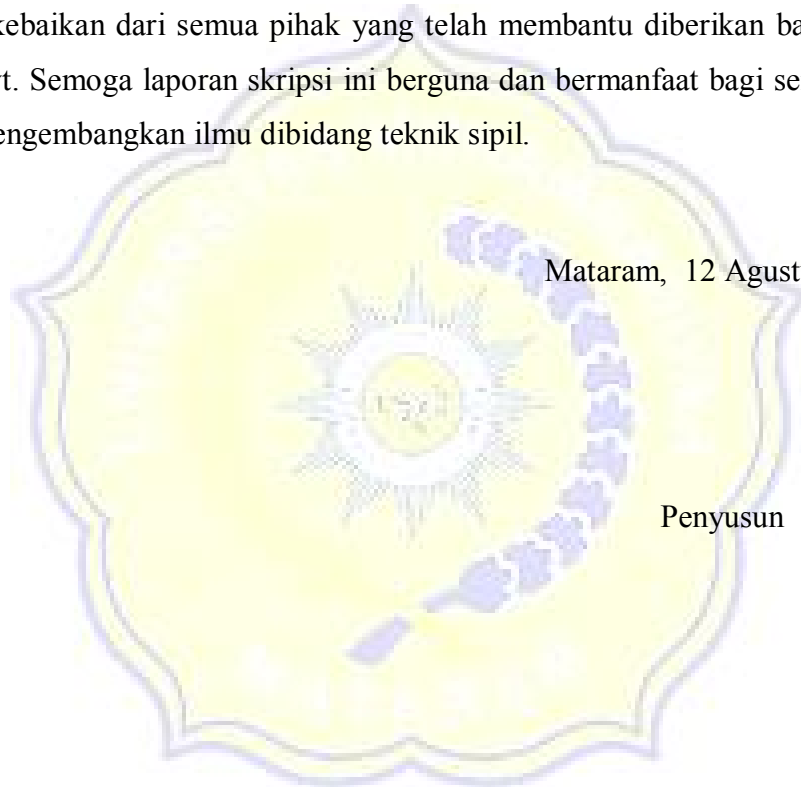 kebaikan dari semua pihak yang telah membantu diberikan ba
t. Semoga laporan skripsi ini berguna dan bermanfaat bagi se
engembangkan ilmu dibidang teknik sipil.
Mataram, 12 Agust
Penyusun